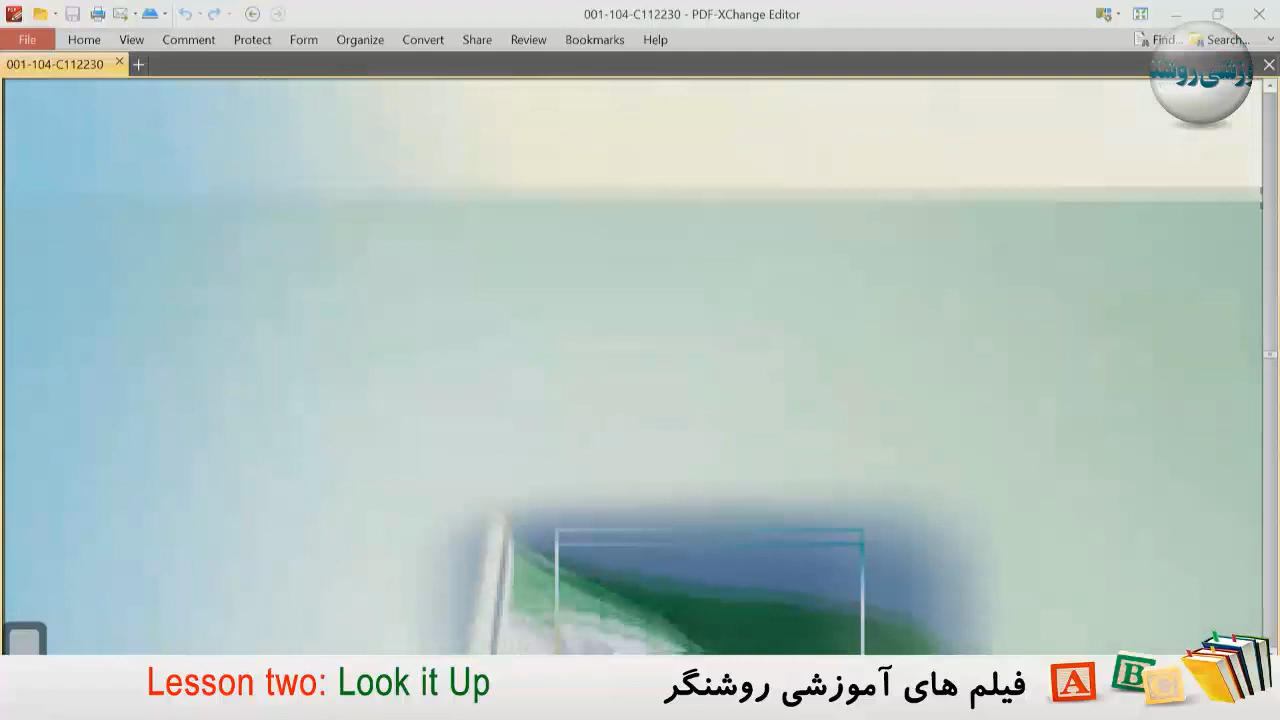 001-104-C112230 - PDF-XChange Editor
File Home View Comment Protect Form Organize Convert Share Review Bookmarks Help Find... Search...
001-104-C112230
Lesson two: Look it Up
فیلم های آموزشی روشنگر
A B C